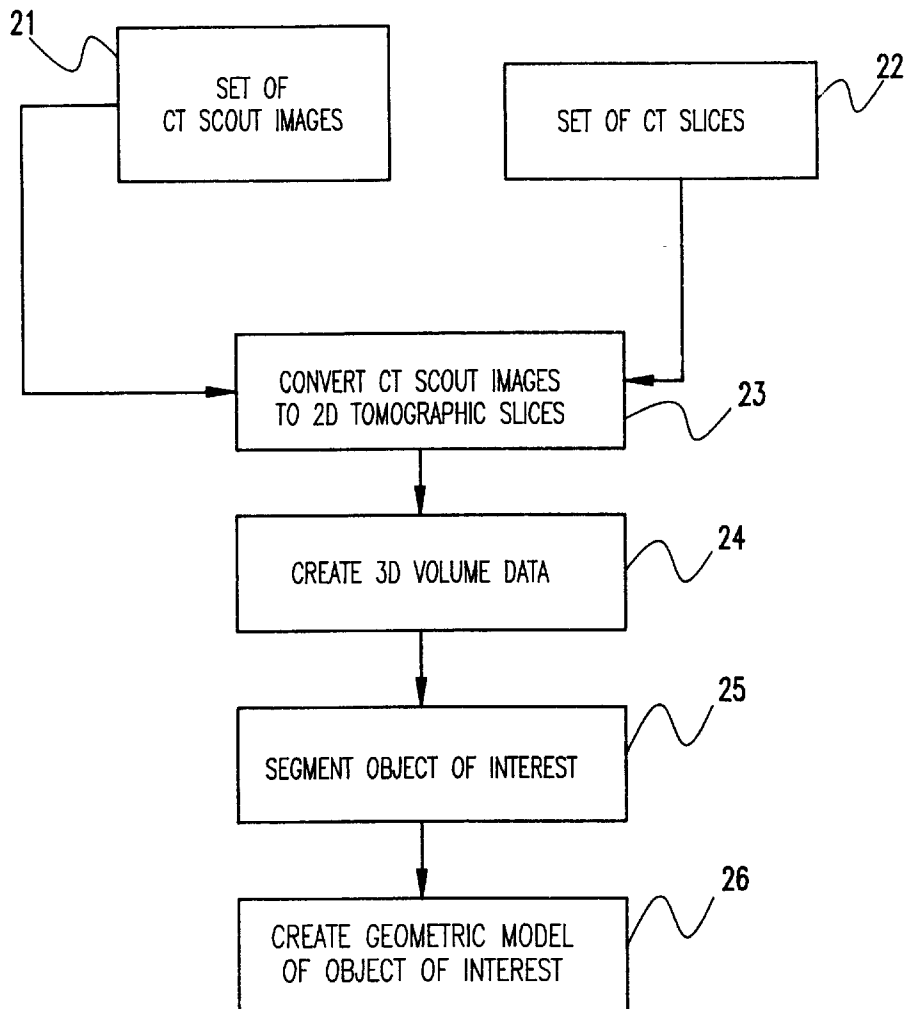 21
SET OF
CT SCOUT IMAGES
22
SET OF CT SLICES
CONVERT CT SCOUT IMAGES
TO 2D TOMOGRAPHIC SLICES
23
CREATE 3D VOLUME DATA
24
SEGMENT OBJECT OF INTEREST
25
CREATE GEOMETRIC MODEL
OF OBJECT OF INTEREST
26